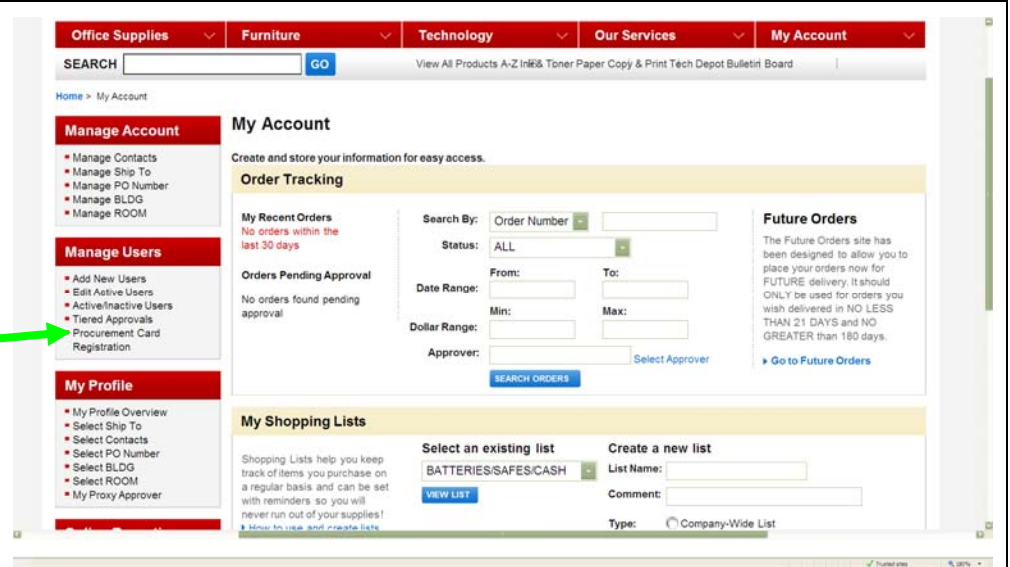 Office Supplies Furniture Technology Our Services My Account
SEARCH GO View All Products A-Z Ink & Toner Paper Copy & Print Tech Depot Bulletin Board
Home > My Account
Manage Account
Manage Contacts
Manage Ship To
Manage PO Number
Manage BLDG
Manage ROOM
Manage Users
Add New Users
Edit Active Users
Active/Inactive Users
Tiered Approvals
Procurement Card
Registration
My Profile
My Profile Overview
Select Ship To
Select Contacts
Select PO Number
Select BLDG
Select ROOM
My Proxy Approver
My Account
Create and store your information for easy access.
Order Tracking
My Recent Orders
No orders within the
last 30 days
Orders Pending Approval
No orders found pending
approval
Search By: Order Number
Status: ALL
From: To:
Date Range:
Min: Max:
Dollar Range:
Approver: Select Approver
SEARCH ORDERS
Future Orders
The Future Orders site has
been designed to allow you to
place your orders now for
FUTURE delivery. It should
ONLY be used for orders you
wish delivered in NO LESS
THAN 21 DAYS and NO
GREATER than 180 days.
Go to Future Orders
My Shopping Lists
Shopping Lists help you keep
track of items you purchase on
a regular basis and can be set
with reminders so you will
never run out of your supplies!
How to use and create lists
Select an existing list
BATTERIES/SAFES/CASH
VIEW LIST
Create a new list
List Name:
Comment:
Type: Company-Wide List
Trusted sites